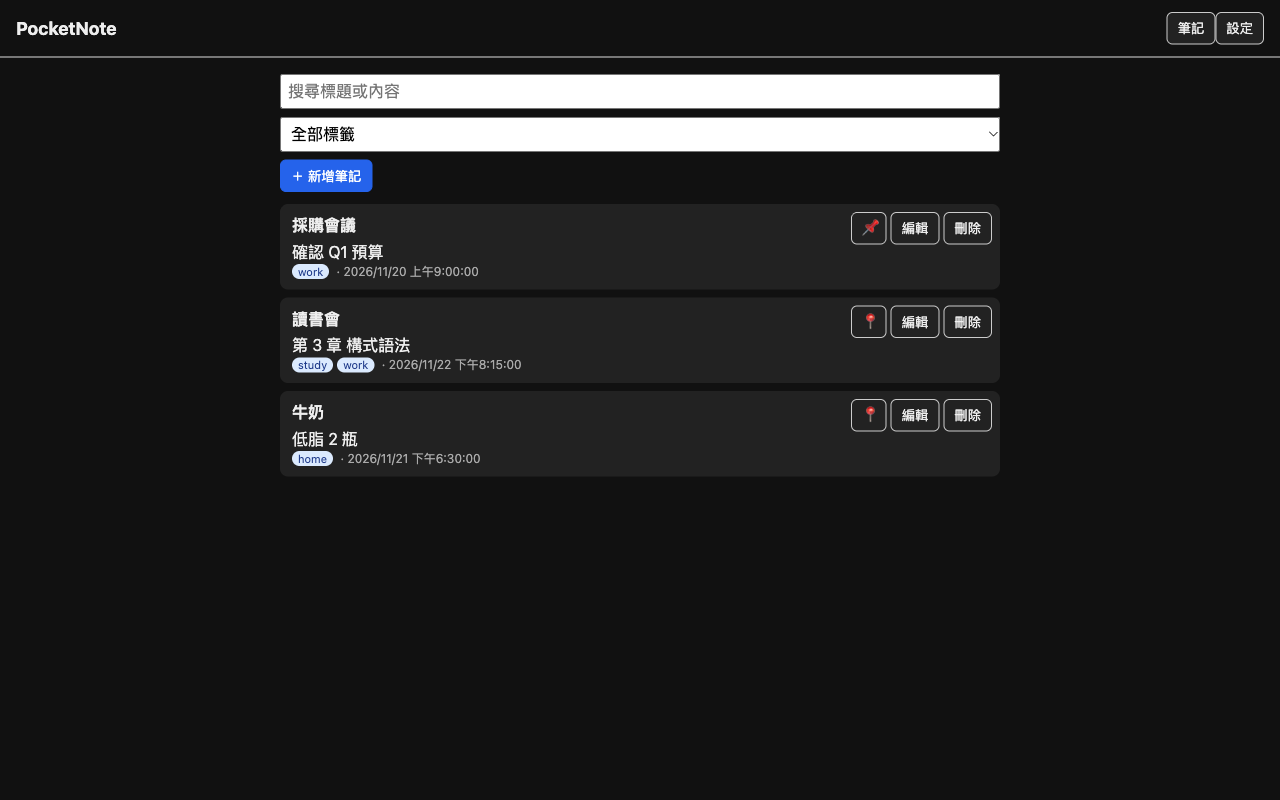 PocketNote
筆記 設定
搜尋標題或內容
全部標籤
+ 新增筆記
採購會議
編輯 刪除
確認 Q1 預算
work · 2026/11/20 上午9:00:00
讀書會
編輯 刪除
第 3 章 構式語法
study work · 2026/11/22 下午8:15:00
牛奶
編輯 刪除
低脂 2 瓶
home · 2026/11/21 下午6:30:00